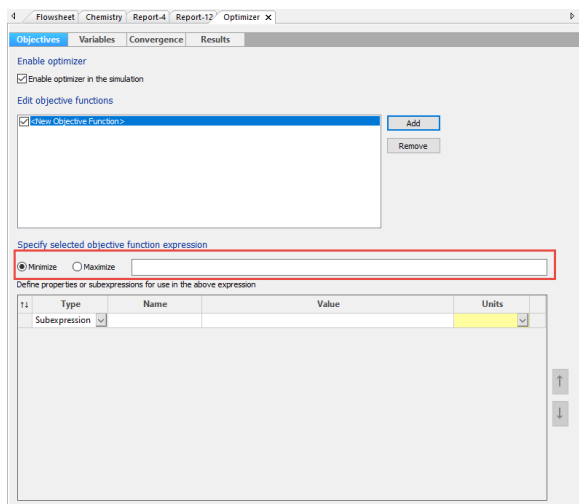 Flowsheet Chemistry Report-4 Report-12 Optimizer
Objectives Variables Convergence Results
Enable optimizer
Enable optimizer in the simulation
Edit objective functions
<New Objective Function>
Add
Remove
Specify selected objective function expression
Minimize Maximize
Define properties or subexpressions for use in the above expression
↑↓ Type Name Value Units
Subexpression